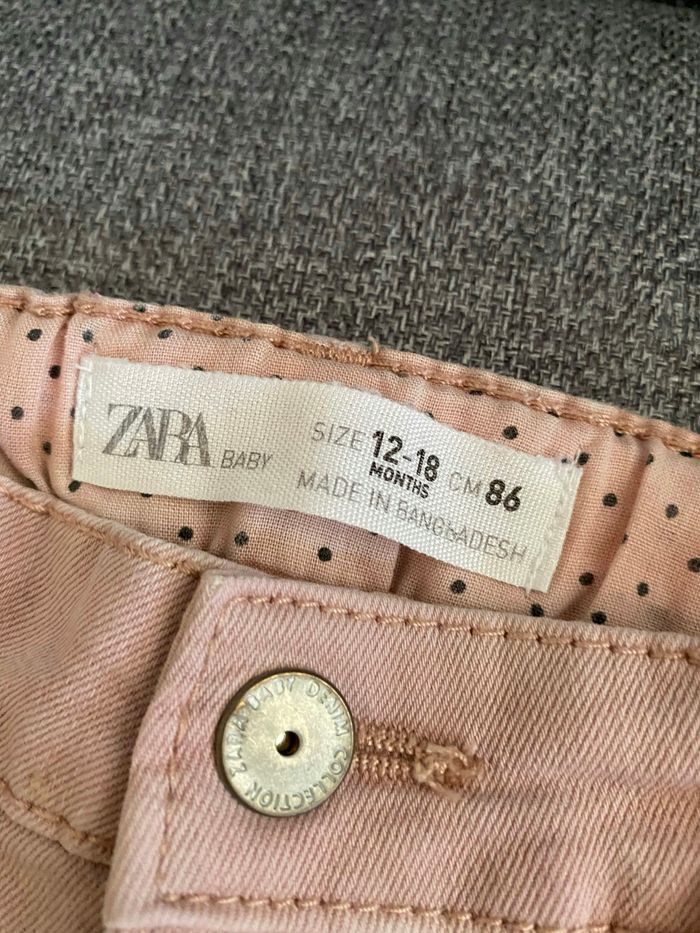 ZARA BABY
SIZE 12-18 MONTHS CM 86
MADE IN BANGLADESH
ZARA BABY DENIM COLLECTION